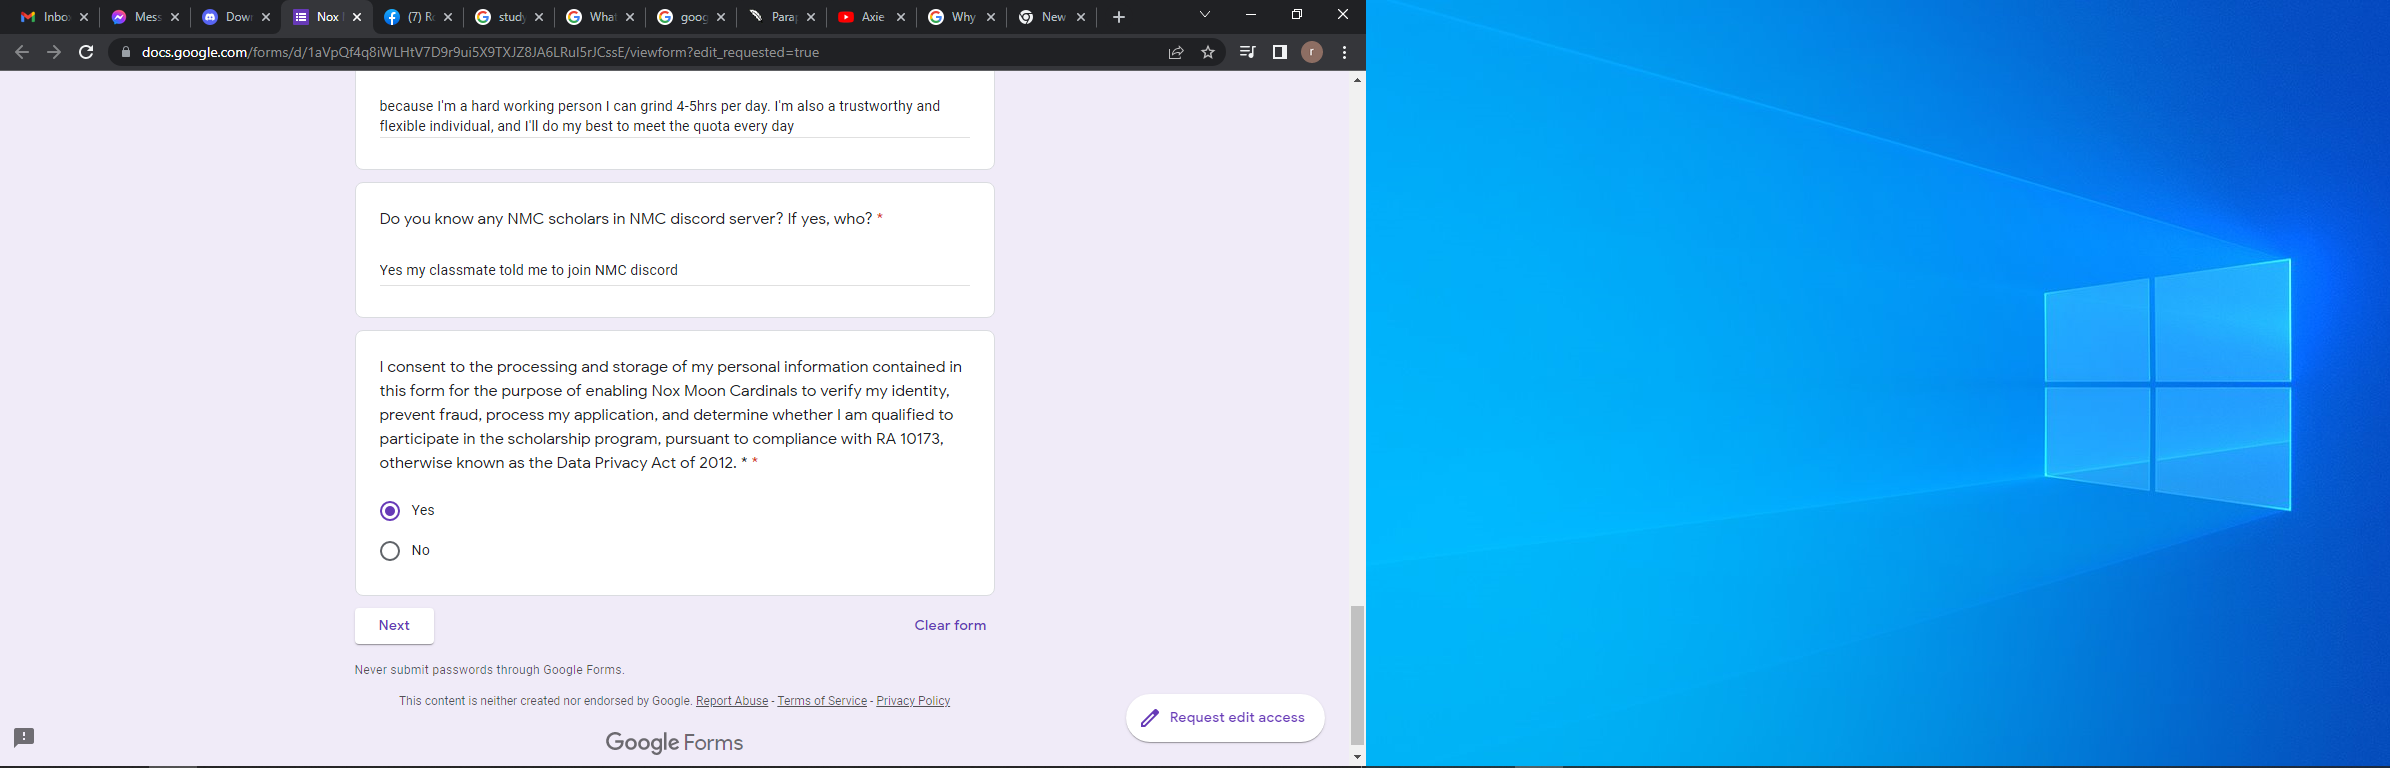 Inbo
Mess
Down
Nox
(7) R
study
What
goog
Para
Axie
Why
New
docs.google.com/forms/d/1aVpQf4q8iWLHtV7D9r9ui5X9TXJZ8JA6LRul5rJCssE/viewform?edit_requested=true
r
because I'm a hard working person I can grind 4-5hrs per day. I'm also a trustworthy and
flexible individual, and I'll do my best to meet the quota every day
Do you know any NMC scholars in NMC discord server? If yes, who? *
Yes my classmate told me to join NMC discord
I consent to the processing and storage of my personal information contained in
this form for the purpose of enabling Nox Moon Cardinals to verify my identity,
prevent fraud, process my application, and determine whether I am qualified to
participate in the scholarship program, pursuant to compliance with RA 10173,
otherwise known as the Data Privacy Act of 2012. * *
Yes
No
Next
Clear form
Never submit passwords through Google Forms.
This content is neither created nor endorsed by Google. Report Abuse - Terms of Service - Privacy Policy
Request edit access
Google Forms